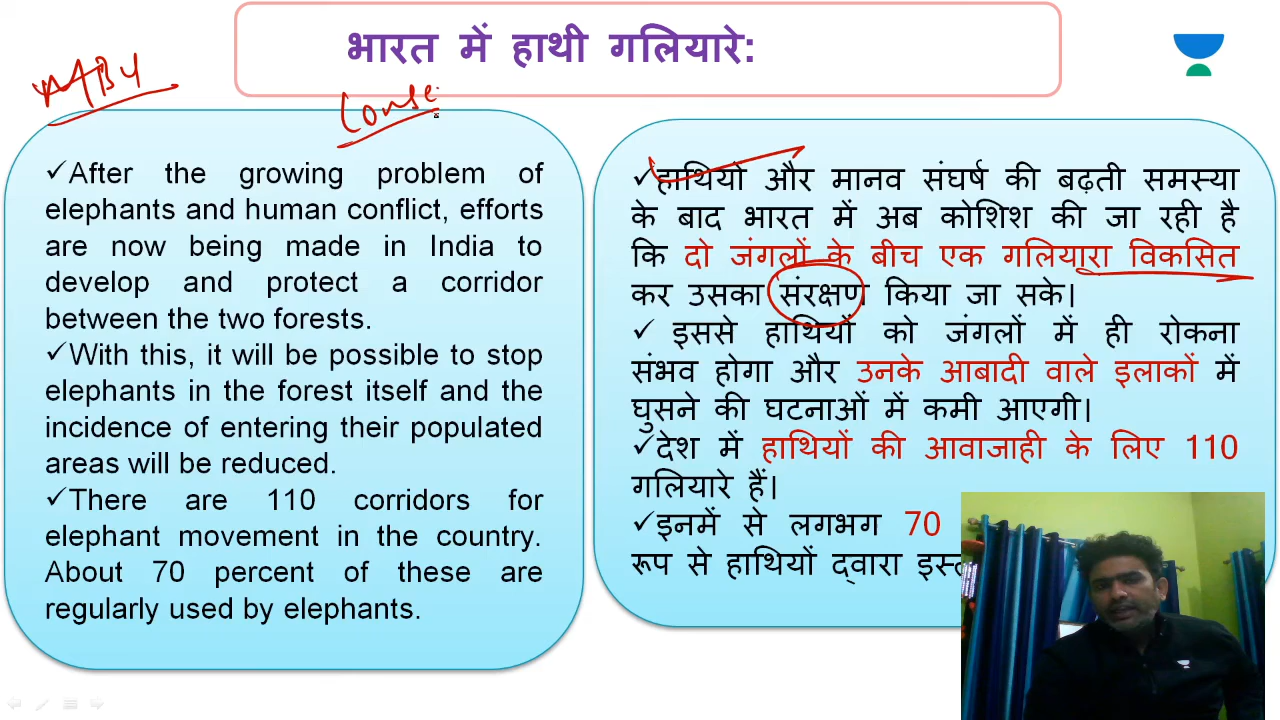 भारत में हाथी गलियारे:
Conse
✓After the growing problem of
elephants and human conflict, efforts
are now being made in India to
develop and protect a corridor
between the two forests.
✓With this, it will be possible to stop
elephants in the forest itself and the
incidence of entering their populated
areas will be reduced.
✓There are 110 corridors for
elephant movement in the country.
About 70 percent of these are
regularly used by elephants.
✓हाथियो और मानव संघर्ष की बढ़ती समस्या
के बाद भारत में अब कोशिश की जा रही है
कि दो जंगलों के बीच एक गलियारा विकसित
कर उसका संरक्षण किया जा सके।
✓ इससे हाथियों को जंगलों में ही रोकना
संभव होगा और उनके आबादी वाले इलाकों में
घुसने की घटनाओं में कमी आएगी।
✓देश में हाथियों की आवाजाही के लिए 110
गलियारे हैं।
✓इनमें से लगभग 70
रूप से हाथियों द्वारा